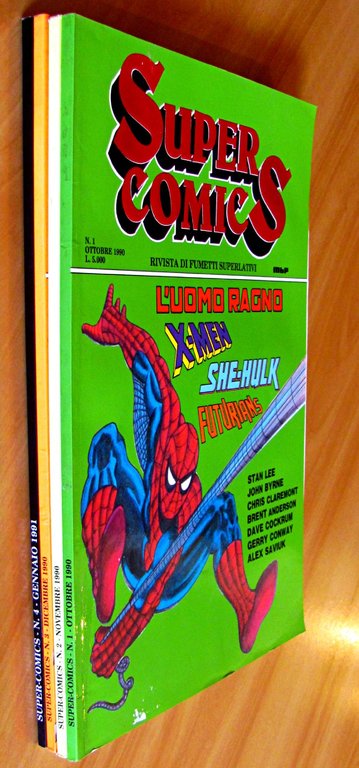 SUPER
COMICS
N. 1
OTTOBRE 1990
L. 5.000
RIVISTA DI FUMETTI SUPERLATIVI
MBP
L'UOMO RAGNO
X-MEN
SHE-HULK
FUTURIANS
STAN LEE
JOHN BYRNE
CHRIS CLAREMONT
BRENT ANDERSON
DAVE COCKRUM
GERRY CONWAY
ALEX SAVIUK
SUPER-COMICS - N. 4 - GENNAIO 1991
SUPER-COMICS - N. 3 - DICEMBRE 1990
SUPER-COMICS - N. 2 - NOVEMBRE 1990
SUPER-COMICS - N. 1 - OTTOBRE 1990